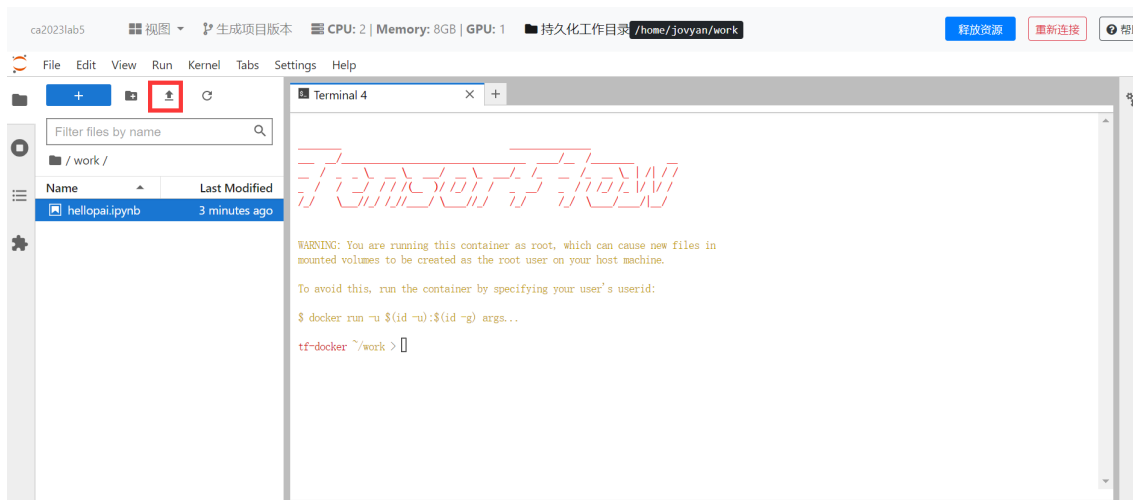 ca2023lab5 视图 生成项目版本 CPU: 2 | Memory: 8GB | GPU: 1 持久化工作目录 /home/jovyan/work 释放资源 重新连接
File Edit View Run Kernel Tabs Settings Help
Terminal 4
Filter files by name
/ work /
Name Last Modified
hellopai.ipynb 3 minutes ago
TensorFlow
WARNING: You are running this container as root, which can cause new files in
mounted volumes to be created as the root user on your host machine.
To avoid this, run the container by specifying your user's userid:
$ docker run -u $(id -u):$(id -g) args...
tf-docker ~/work >